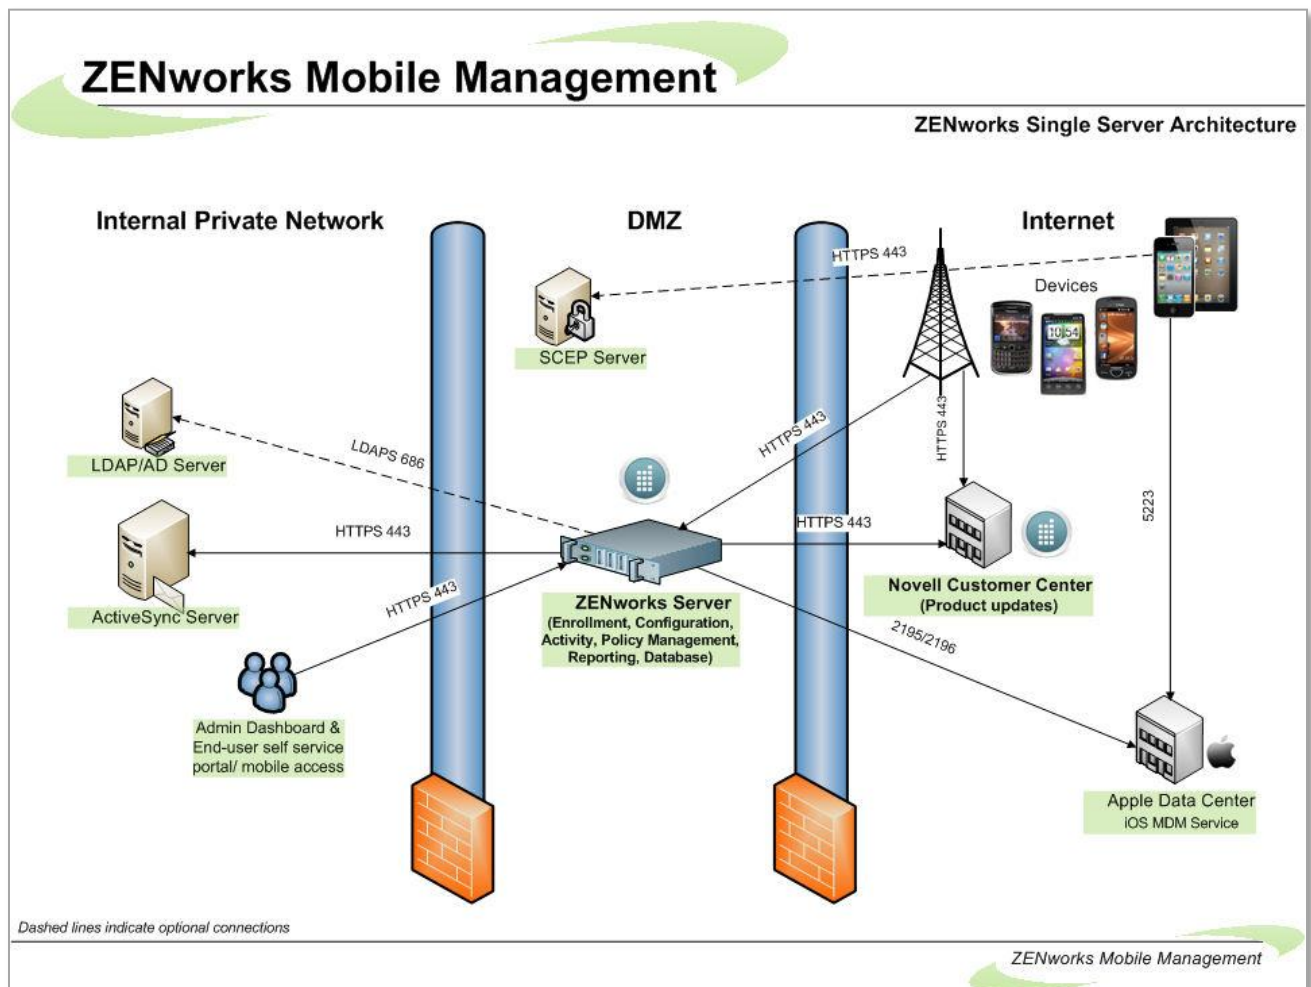 ZENworks Mobile Management
ZENworks Single Server Architecture
Internal Private Network
DMZ
Internet
HTTPS 443
Devices
10 54
SCEP Server
HTTPS 443
HTTPS 443
LDAPS 686
LDAP/AD Server
HTTPS 443
HTTPS 443
5223
ActiveSync Server
HTTPS 443
ZENworks Server
(Enrollment, Configuration,
Activity, Policy Management,
Reporting, Database)
Novell Customer Center
(Product updates)
2195/2196
Admin Dashboard &
End-user self service
portal/ mobile access
Apple Data Center
iOS MDM Service
Dashed lines indicate optional connections
ZENworks Mobile Management